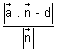 |a⃗ . n⃗ - d|
|n⃗|